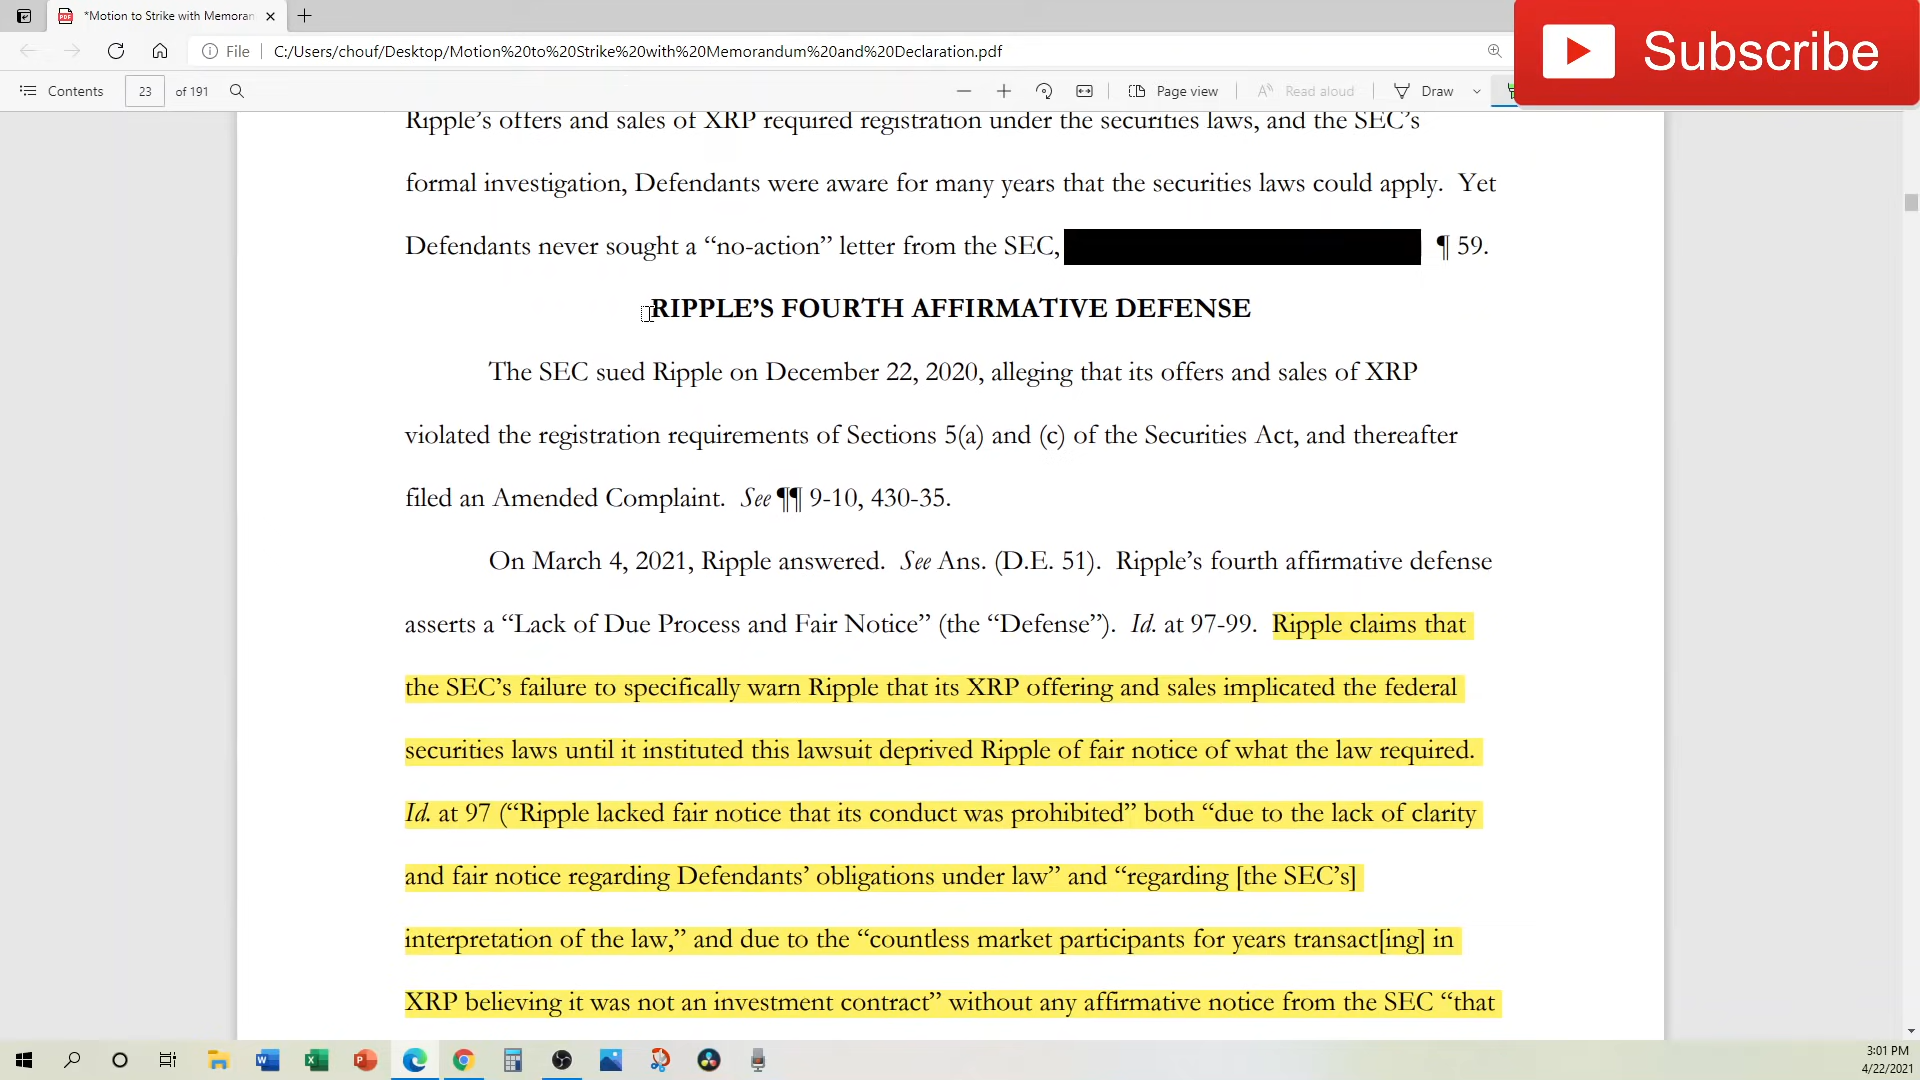 *Motion to Strike with Memoran
File
C:/Users/chouf/Desktop/Motion%20to%20Strike%20with%20Memorandum%20and%20Declaration.pdf
Subscribe
Contents
23
of 191
Page view
Read aloud
Draw
Ripple’s offers and sales of XRP required registration under the securities laws, and the SEC’s
formal investigation, Defendants were aware for many years that the securities laws could apply. Yet
Defendants never sought a “no-action” letter from the SEC, ¶ 59.
RIPPLE’S FOURTH AFFIRMATIVE DEFENSE
The SEC sued Ripple on December 22, 2020, alleging that its offers and sales of XRP
violated the registration requirements of Sections 5(a) and (c) of the Securities Act, and thereafter
filed an Amended Complaint. See ¶¶ 9-10, 430-35.
On March 4, 2021, Ripple answered. See Ans. (D.E. 51). Ripple’s fourth affirmative defense
asserts a “Lack of Due Process and Fair Notice” (the “Defense”). Id. at 97-99. Ripple claims that
the SEC’s failure to specifically warn Ripple that its XRP offering and sales implicated the federal
securities laws until it instituted this lawsuit deprived Ripple of fair notice of what the law required.
Id. at 97 (“Ripple lacked fair notice that its conduct was prohibited” both “due to the lack of clarity
and fair notice regarding Defendants’ obligations under law” and “regarding [the SEC’s]
interpretation of the law,” and due to the “countless market participants for years transact[ing] in
XRP believing it was not an investment contract” without any affirmative notice from the SEC “that
3:01 PM
4/22/2021